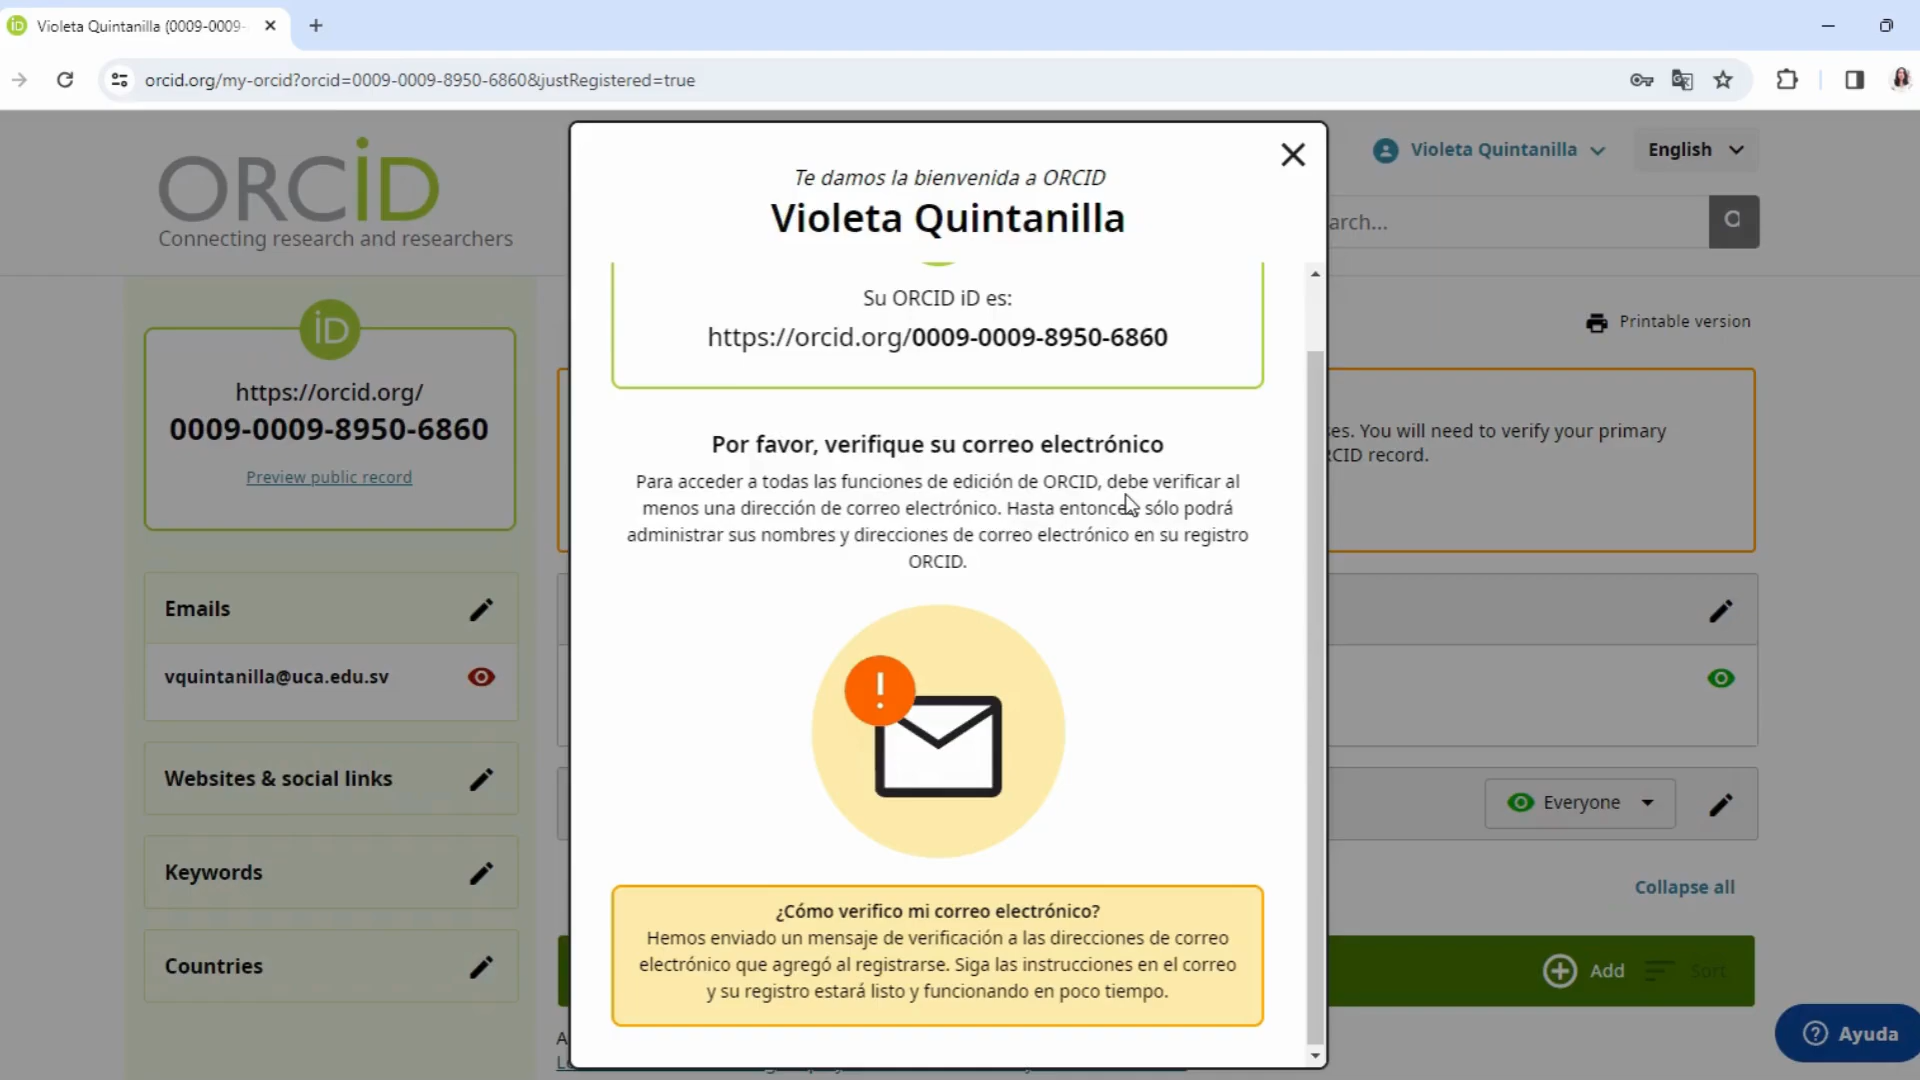 Violeta Quintanilla (0009-0009-
orcid.org/my-orcid?orcid=0009-0009-8950-6860&justRegistered=true
ORCiD
Connecting research and researchers
Violeta Quintanilla
English
arch...
iD
https://orcid.org/
0009-0009-8950-6860
Preview public record
Emails
vquintanilla@uca.edu.sv
Websites & social links
Keywords
Countries
Te damos la bienvenida a ORCID
Violeta Quintanilla
Su ORCID iD es:
https://orcid.org/0009-0009-8950-6860
Por favor, verifique su correo electrónico
Para acceder a todas las funciones de edición de ORCID, debe verificar al
menos una dirección de correo electrónico. Hasta entonces, sólo podrá
administrar sus nombres y direcciones de correo electrónico en su registro
ORCID.
!
¿Cómo verifico mi correo electrónico?
Hemos enviado un mensaje de verificación a las direcciones de correo
electrónico que agregó al registrarse. Siga las instrucciones en el correo
y su registro estará listo y funcionando en poco tiempo.
Printable version
es. You will need to verify your primary
CID record.
Everyone
Collapse all
Add Sort
Ayuda